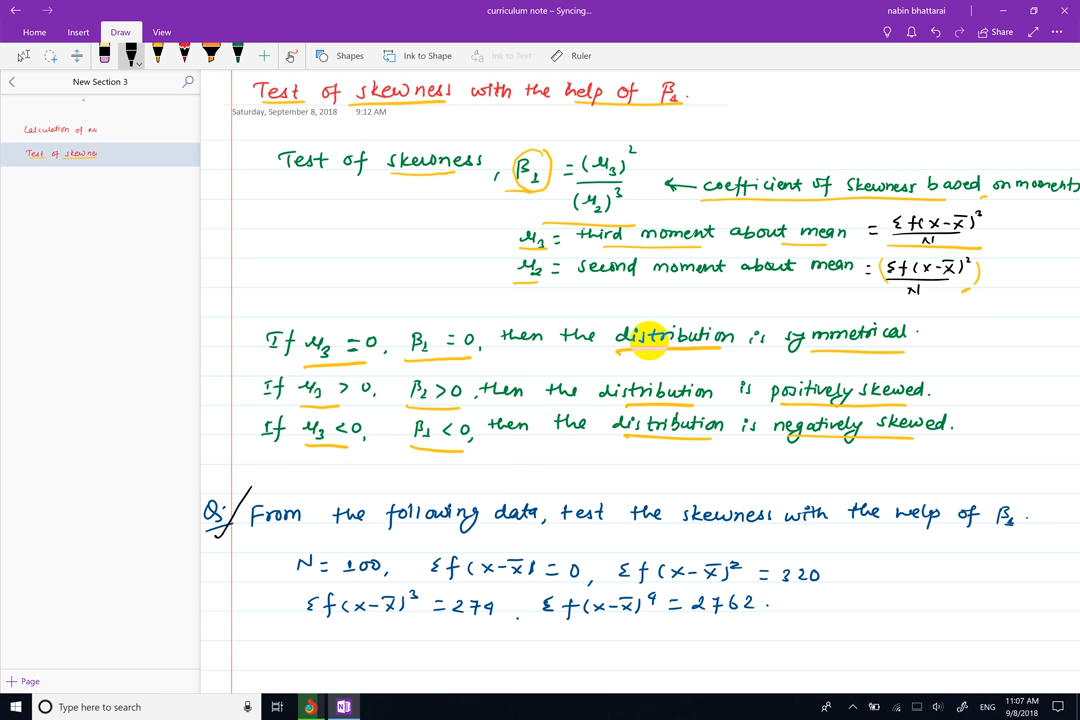 curriculum note – Syncing...
nabin bhattarai
Home Insert Draw View
Share
Shapes Ink to Shape Ink to Text Ruler
New Section 3
Calculation of
Test of skewnes
Page
Test of skewness with the help of β1.
Saturday, September 8, 2018 9:12 AM
Test of skewness, β1 = (μ3)² / (μ2)³ ← coefficient of skewness based on moments
μ3 = third moment about mean = Σf(x-x̄)³ / N
μ2 = second moment about mean = (Σf(x-x̄)² / N)
If μ3 = 0, β1 = 0, then the distribution is symmetrical.
If μ3 > 0, β1 > 0, then the distribution is positively skewed.
If μ3 < 0, β1 < 0, then the distribution is negatively skewed.
Q:/ From the following data, test the skewness with the help of β1.
N = 100, Σf(x-x̄) = 0, Σf(x-x̄)² = 320
Σf(x-x̄)³ = 274. Σf(x-x̄)⁴ = 2762.
Type here to search
ENG
11:07 AM
9/8/2018